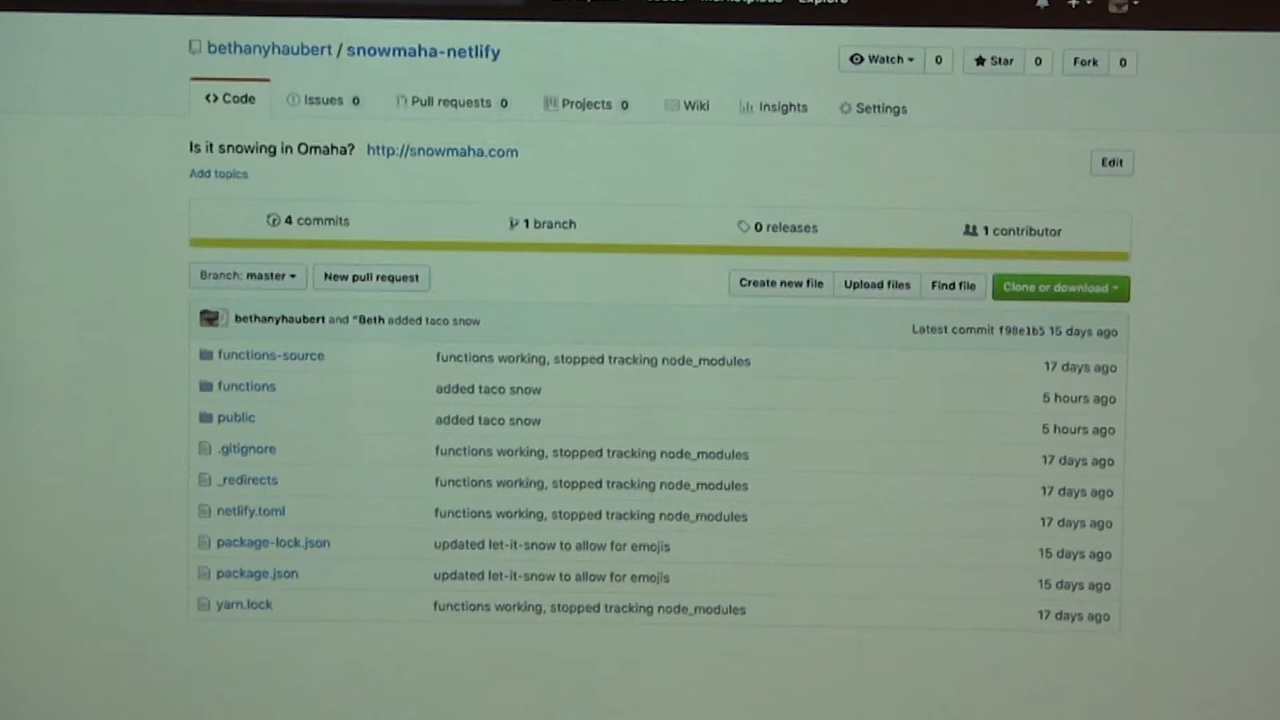 Marketplace Explore
bethanyhaubert / snowmaha-netlify
Watch 0 Star 0 Fork 0
Code Issues 0 Pull requests 0 Projects 0 Wiki Insights Settings
Is it snowing in Omaha? http://snowmaha.com
Edit
Add topics
4 commits 1 branch 0 releases 1 contributor
Branch: master New pull request Create new file Upload files Find file Clone or download
bethanyhaubert and "Beth added taco snow Latest commit f98e1b5 15 days ago
functions-source functions working, stopped tracking node_modules 17 days ago
functions added taco snow 5 hours ago
public added taco snow 5 hours ago
.gitignore functions working, stopped tracking node_modules 17 days ago
_redirects functions working, stopped tracking node_modules 17 days ago
netlify.toml functions working, stopped tracking node_modules 17 days ago
package-lock.json updated let-it-snow to allow for emojis 15 days ago
package.json updated let-it-snow to allow for emojis 15 days ago
yarn.lock functions working, stopped tracking node_modules 17 days ago